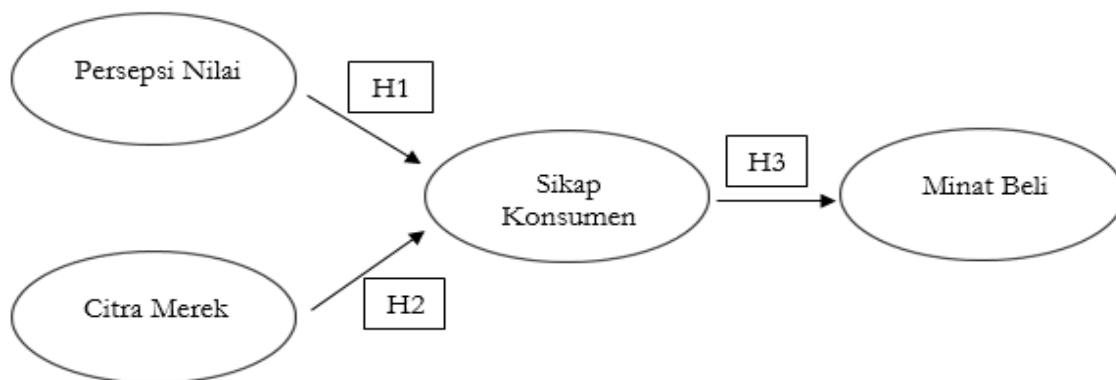 Persepsi Nilai
H1
Sikap
Konsumen
H3
Minat Beli
Citra Merek
H2